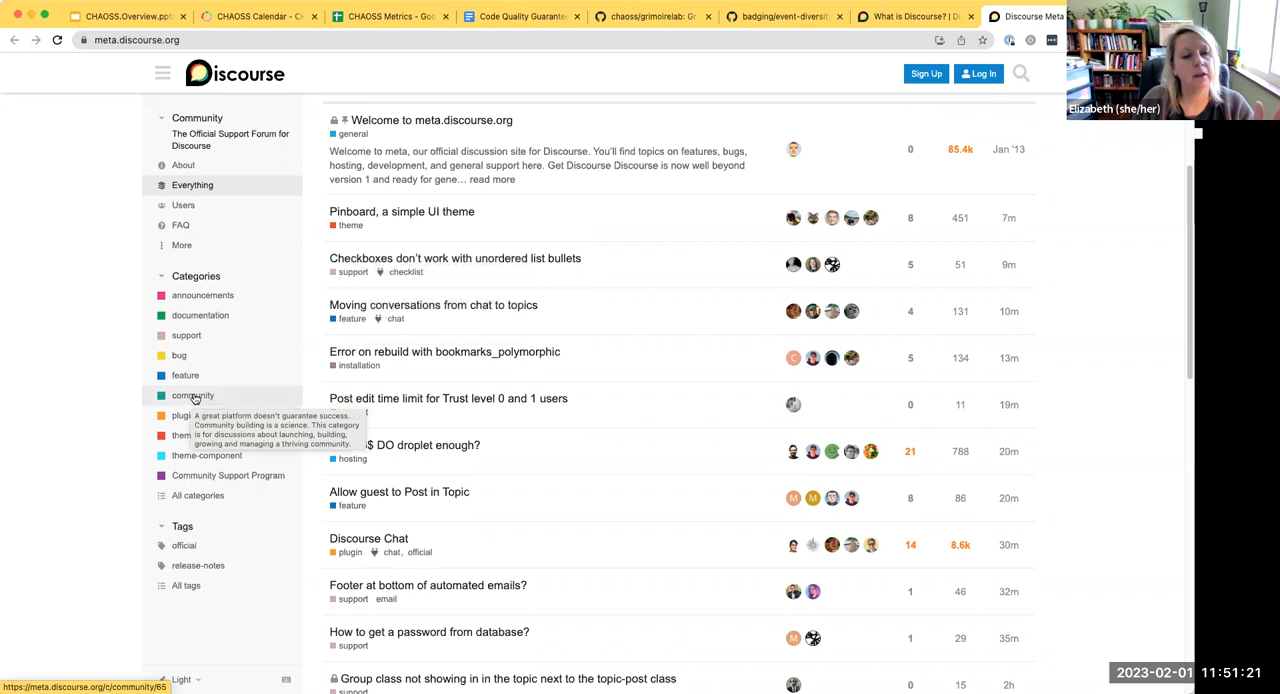 CHAOSS.Overview.ppt
CHAOSS Calendar - CH
CHAOSS Metrics - Goo
Code Quality Guarante
chaoss/grimoirelab: Gr
badging/event-diversity
What is Discourse? | Di
Discourse Meta
meta.discourse.org
Elizabeth (she/her)
Discourse
Sign Up
Log In
Community
The Official Support Forum for
Discourse
About
Everything
Users
FAQ
More
Categories
announcements
documentation
support
bug
feature
community
plugi
them
theme-component
Community Support Program
All categories
A great platform doesn't guarantee success.
Community building is a science. This category
is for discussions about launching, building,
growing and managing a thriving community.
Tags
official
release-notes
All tags
Light
https://meta.discourse.org/c/community/65
Welcome to meta.discourse.org
general
Welcome to meta, our official discussion site for Discourse. You'll find topics on features, bugs,
hosting, development, and general support here. Get Discourse Discourse is now well beyond
version 1 and ready for gene… read more
0 85.4k Jan '13
Pinboard, a simple UI theme
theme
8 451 7m
Checkboxes don't work with unordered list bullets
support checklist
5 51 9m
Moving conversations from chat to topics
feature chat
4 131 10m
Error on rebuild with bookmarks_polymorphic
installation
C
5 134 13m
Post edit time limit for Trust level 0 and 1 users
0 11 19m
$ DO droplet enough?
hosting
21 788 20m
Allow guest to Post in Topic
feature
M M
8 86 20m
Discourse Chat
plugin chat, official
14 8.6k 30m
Footer at bottom of automated emails?
support email
1 46 32m
How to get a password from database?
support
M
1 29 35m
Group class not showing in in the topic next to the topic-post class
support
0 15 2h
2023-02-01 11:51:21